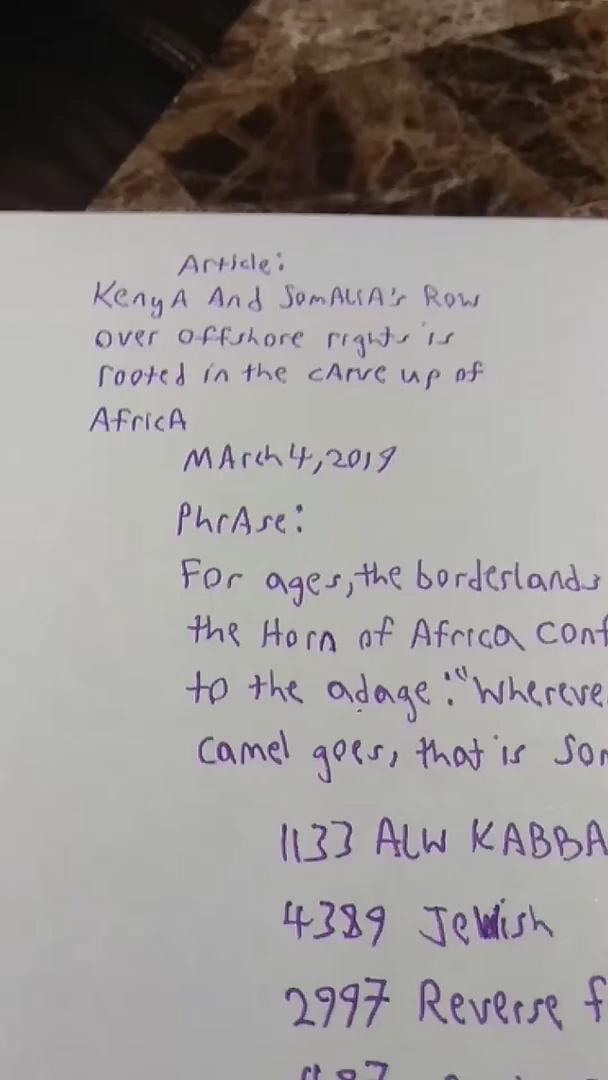 Article:
KenyA And SomALIA's Row
over offshore rights is
rooted in the cArve up of
AfricA
MArch 4, 2019
PhrAse:
For ages, the borderlands
the Horn of Africa
to the adage: "Whereve
camel goes, that is
1133 ALW KABBA
4389 Jewish
2997 Reverse